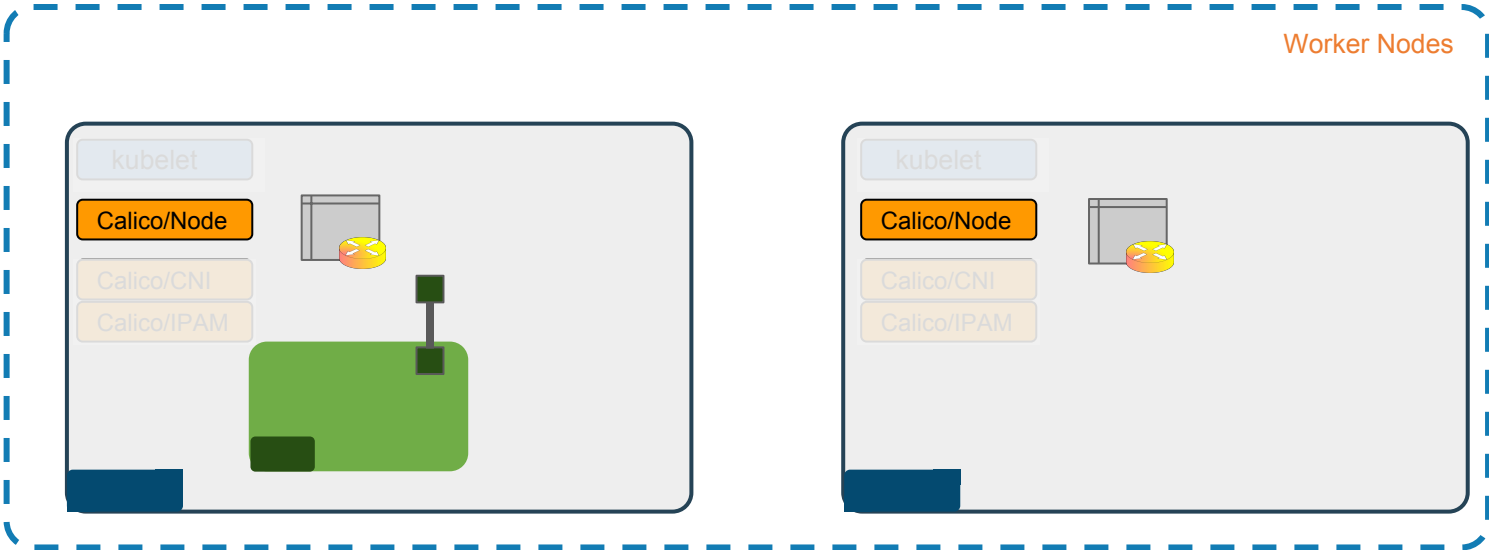 Worker Nodes
kubelet
Calico/Node
Calico/CNI
Calico/IPAM
kubelet
Calico/Node
Calico/CNI
Calico/IPAM